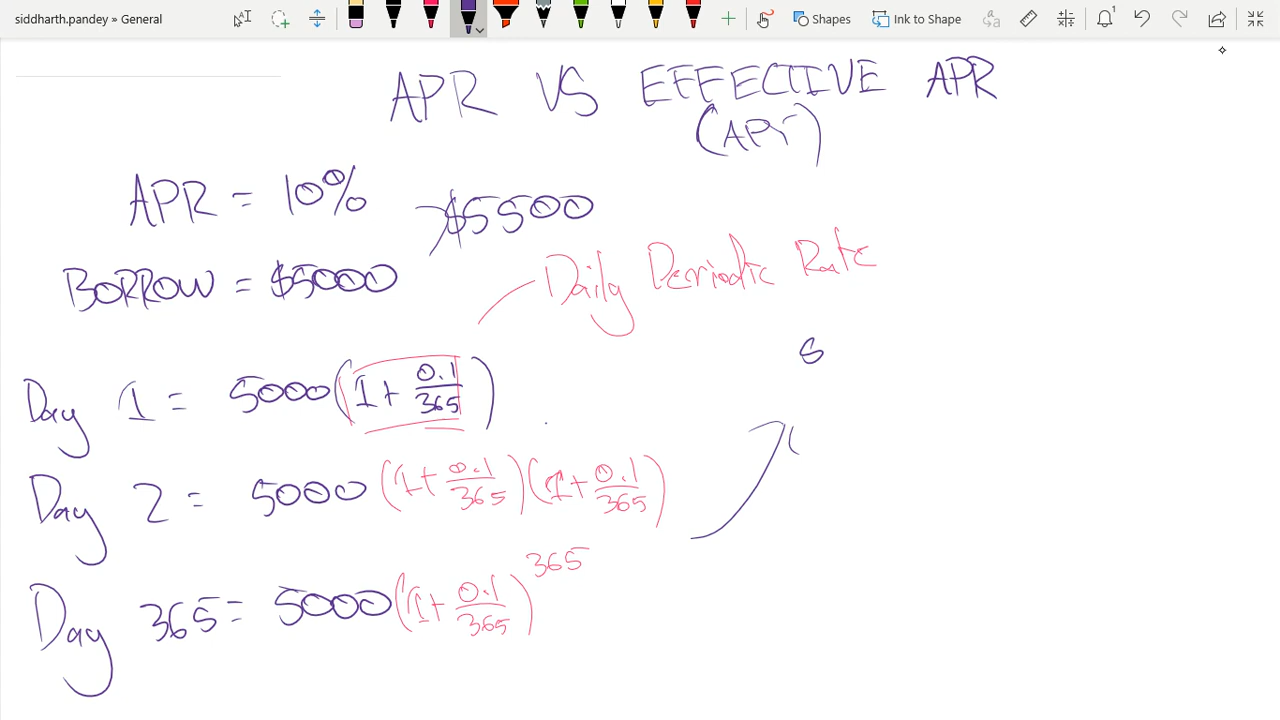 siddharth.pandey » General
Shapes
Ink to Shape
APR VS EFFECTIVE APR
(APY)
APR = 10%
$5500
BORROW = $5000
Daily Periodic Rate
Day 1 = 5000(1+ 0.1/365)
Day 2 = 5000(1+ 0.1/365)(1+ 0.1/365)
Day 365 = 5000(1+ 0.1/365)^365